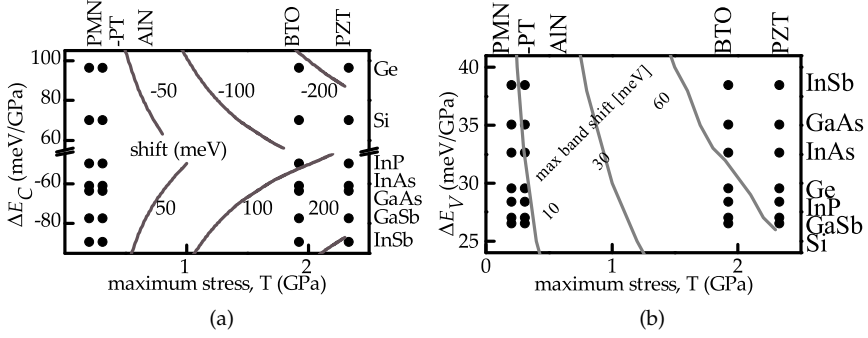 PMN
-PT
AlN
BTO
PZT
100
80
60
-60
-80
ΔE_C (meV/GPa)
-50
-100
-200
shift (meV)
50
100
200
Ge
Si
InP
InAs
GaAs
GaSb
InSb
1
2
maximum stress, T (GPa)
(a)
PMN
-PT
AlN
BTO
PZT
40
35
30
25
ΔE_V (meV/GPa)
max band shift [meV]
10
30
60
InSb
GaAs
InAs
Ge
InP
GaSb
Si
0
1
2
maximum stress, T (GPa)
(b)